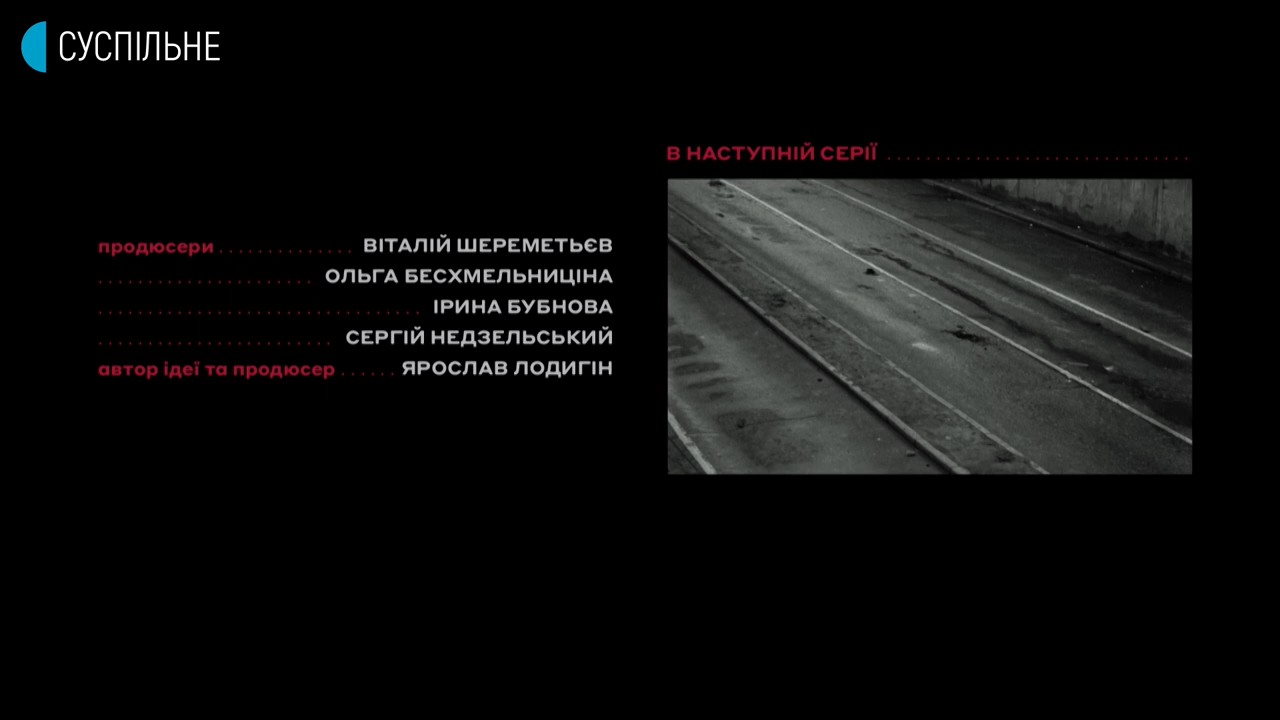 СУСПІЛЬНЕ
В НАСТУПНІЙ СЕРІЇ
продюсери ВІТАЛІЙ ШЕРЕМЕТЬЄВ
ОЛЬГА БЕСХМЕЛЬНИЦІНА
ІРИНА БУБНОВА
СЕРГІЙ НЕДЗЕЛЬСЬКИЙ
автор ідеї та продюсер ЯРОСЛАВ ЛОДИГІН